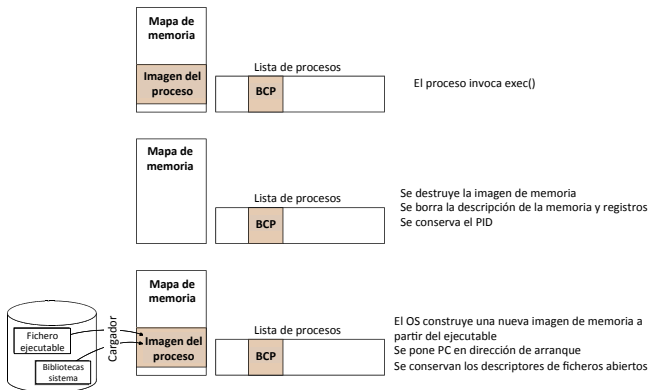 Mapa de
memoria
Imagen del
proceso
Lista de procesos
BCP
El proceso invoca exec()
Mapa de
memoria
Lista de procesos
BCP
Se destruye la imagen de memoria
Se borra la descripción de la memoria y registros
Se conserva el PID
Mapa de
memoria
Fichero
ejecutable
Bibliotecas
sistema
Cargador
Imagen del
proceso
Lista de procesos
BCP
El OS construye una nueva imagen de memoria a
partir del ejecutable
Se pone PC en dirección de arranque
Se conservan los descriptores de ficheros abiertos